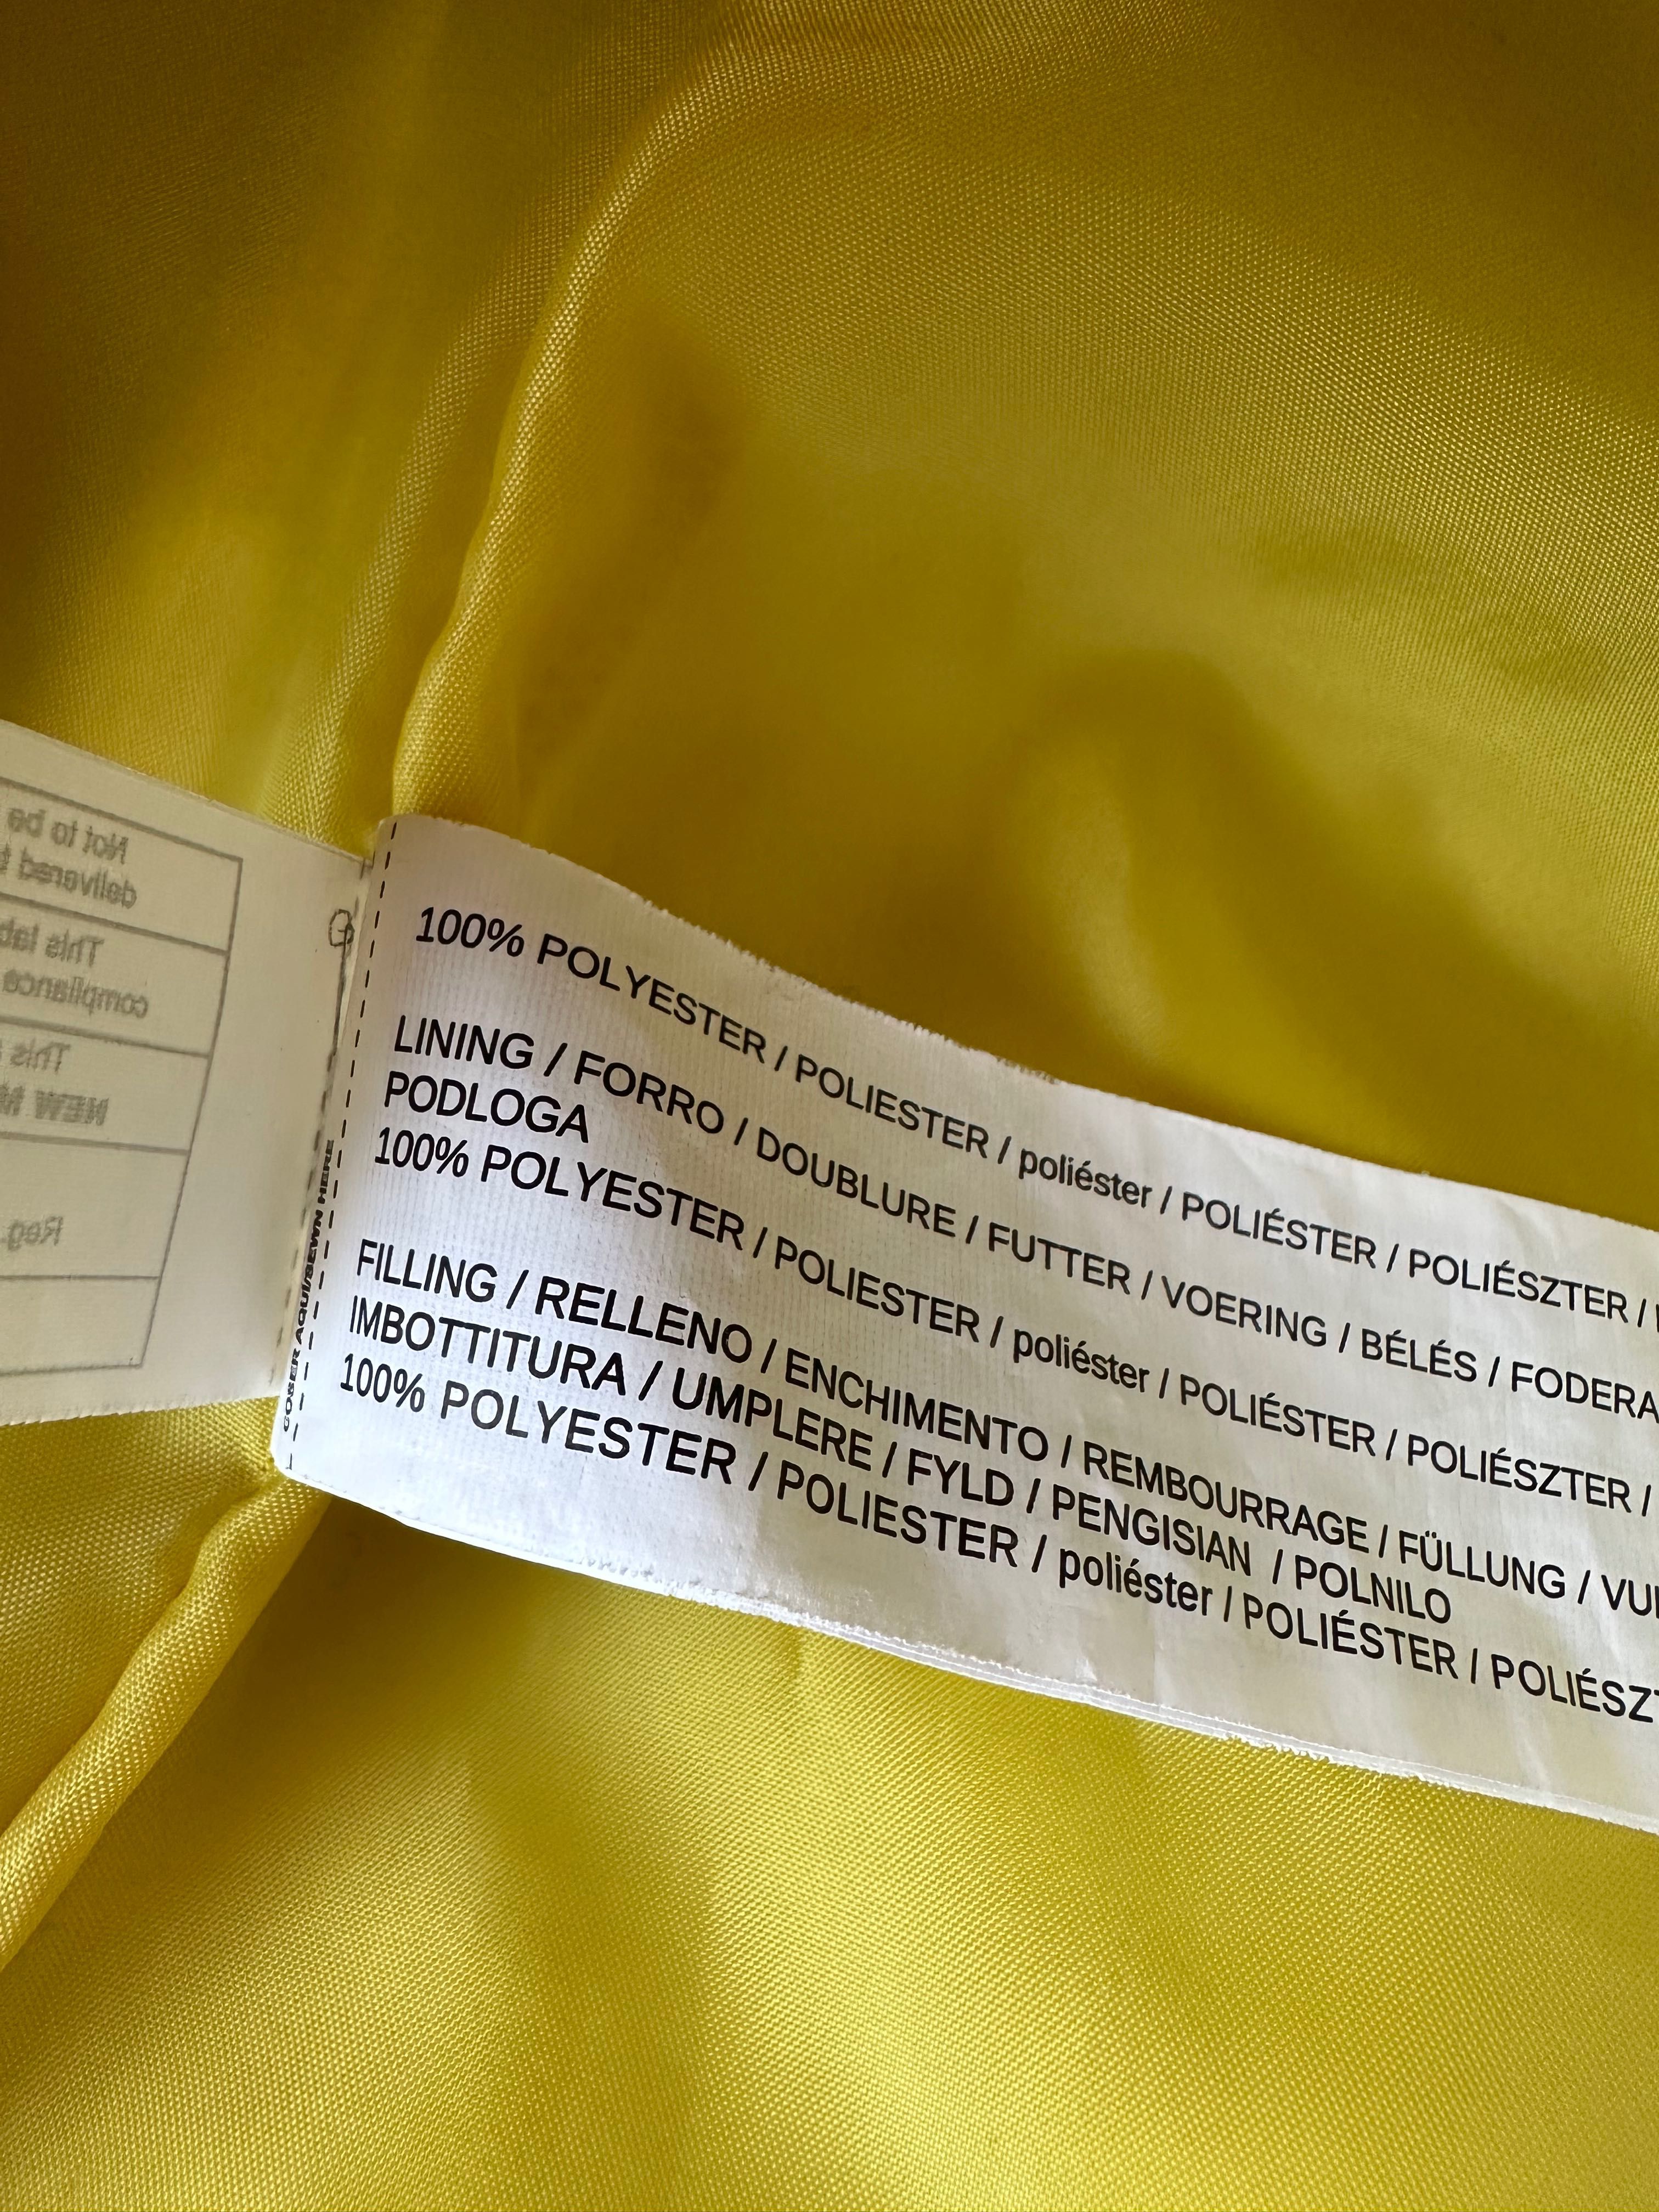 100% POLYESTER / POLIESTER / poliéster / POLIÉSTER / POLIÉSZTER /
LINING / FORRO / DOUBLURE / FUTTER / VOERING / BÉLÉS / FODERA
PODLOGA
100% POLYESTER / POLIESTER / poliéster / POLIÉSTER / POLIÉSZTER /
FILLING / RELLENO / ENCHIMENTO / REMBOURRAGE / FÜLLUNG /
IMBOTTITURA / UMPLERE / FYLD / PENGISIAN / POLNILO
100% POLYESTER / POLIESTER / poliéster / POLIÉSTER /
COSER AQUI/SEWN HERE
Not to be
delivered
This
compliance
This
NEW
Reg.